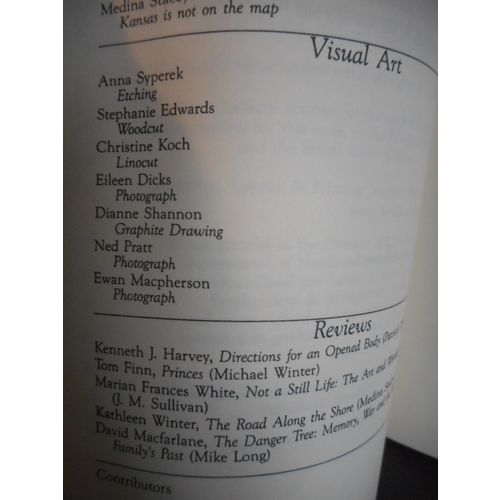 Medina
Kansas is not on the map
Visual Art
Anna Syperek
Etching
Stephanie Edwards
Woodcut
Christine Koch
Linocut
Eileen Dicks
Photograph
Dianne Shannon
Graphite Drawing
Ned Pratt
Photograph
Ewan Macpherson
Photograph
Reviews
Kenneth J. Harvey, Directions for an Opened Body
Tom Finn, Princes (Michael Winter)
Marian Frances White, Not a Still Life: The Art and
(J. M. Sullivan)
Kathleen Winter, The Road Along the Shore (Medina
David Macfarlane, The Danger Tree: Memory, War and
Family's Past (Mike Long)
Contributors